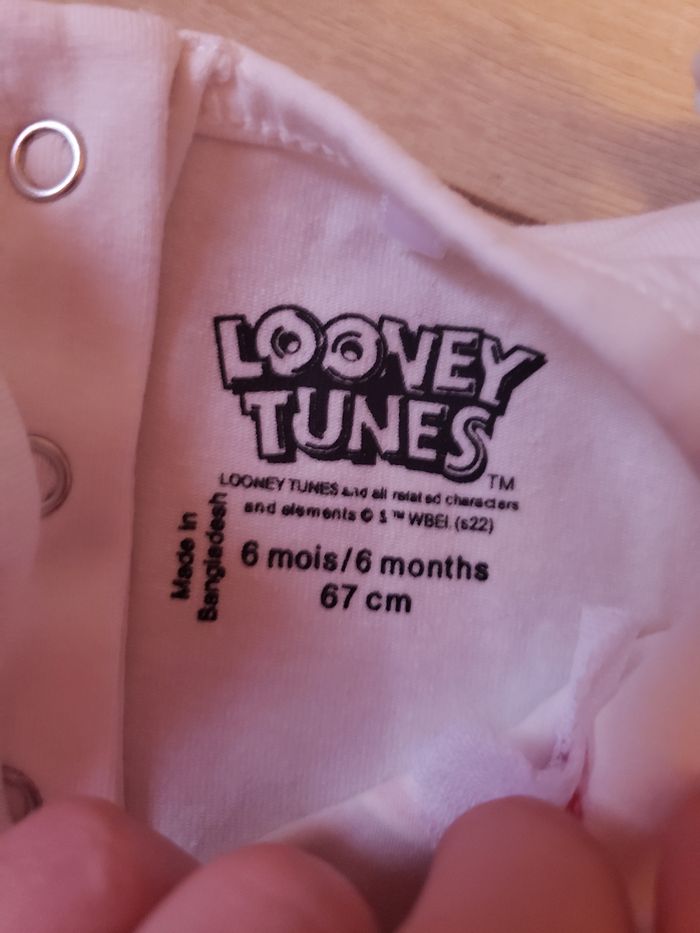 LOONEY
TUNES
TM
LOONEY TUNES and all related characters
and elements © & ™ WBEI. (s22)
6 mois/6 months
67 cm
Made in
Bangladesh